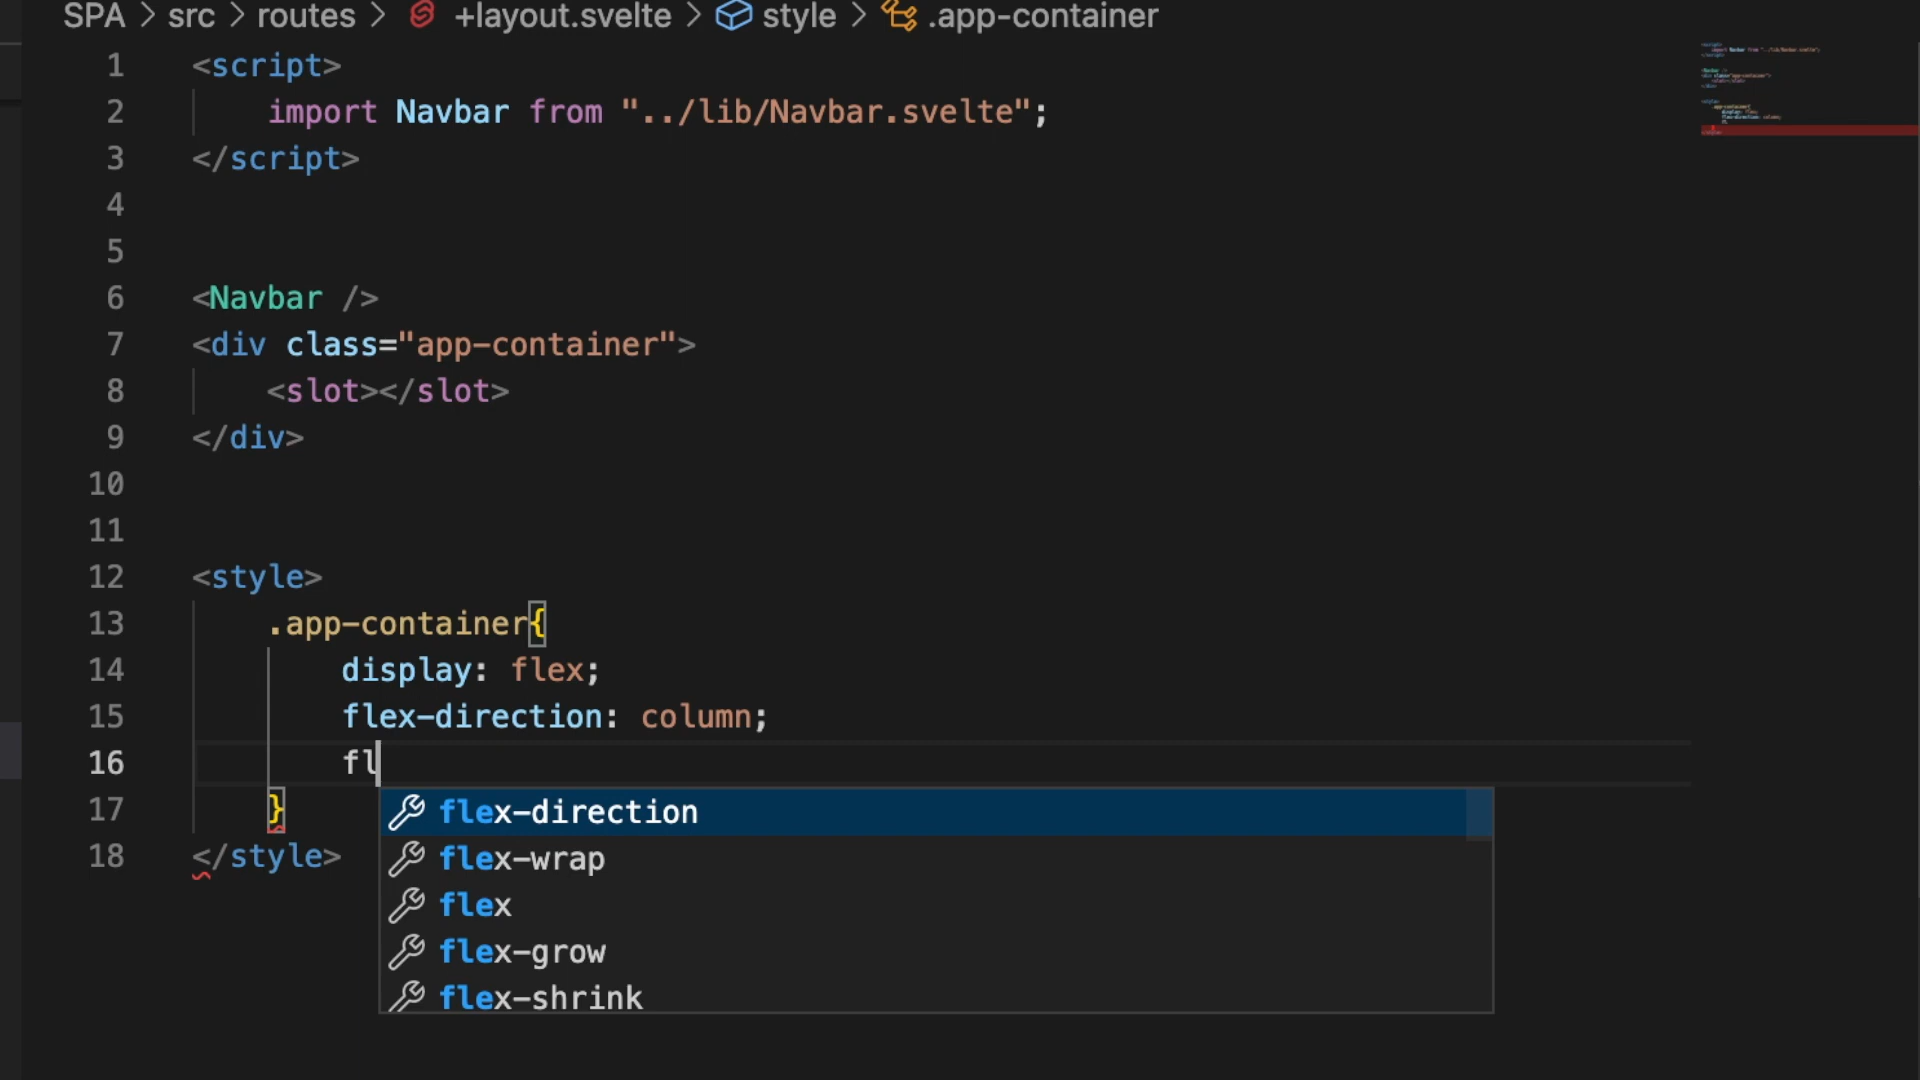 SPA > src > routes > +layout.svelte > style > .app-container
1 <script>
2 import Navbar from "../lib/Navbar.svelte";
3 </script>
4
5
6 <Navbar />
7 <div class="app-container">
8 <slot></slot>
9 </div>
10
11
12 <style>
13 .app-container{
14 display: flex;
15 flex-direction: column;
16 fl
17 }
18 </style>
flex-direction
flex-wrap
flex
flex-grow
flex-shrink